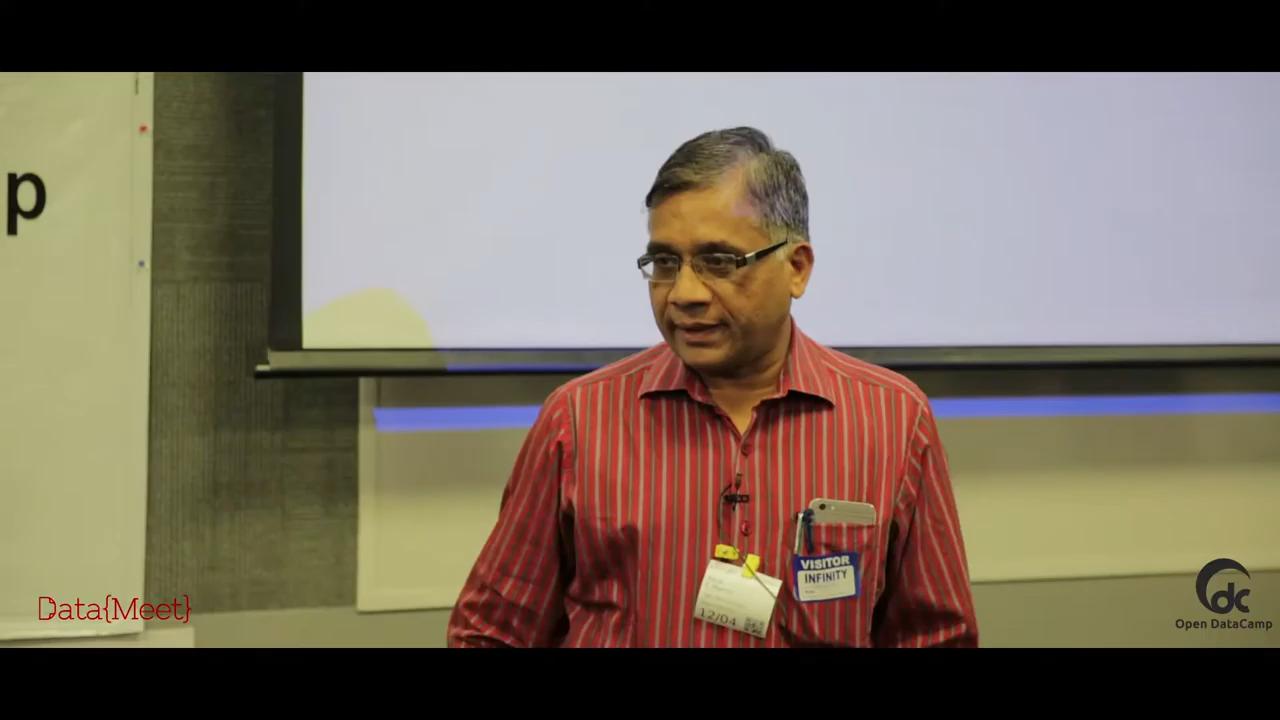 p
VISITOR
INFINITY
12/04
Data{Meet}
dc
Open DataCamp